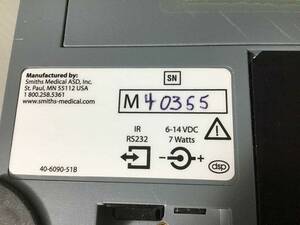 Manufactured by:
Smiths Medical ASD, Inc.
St. Paul, MN 55112 USA
1 800.258.5361
www.smiths-medical.com
SN
M40355
IR
RS232
6-14 VDC
7 Watts
dsp
40-6090-51B